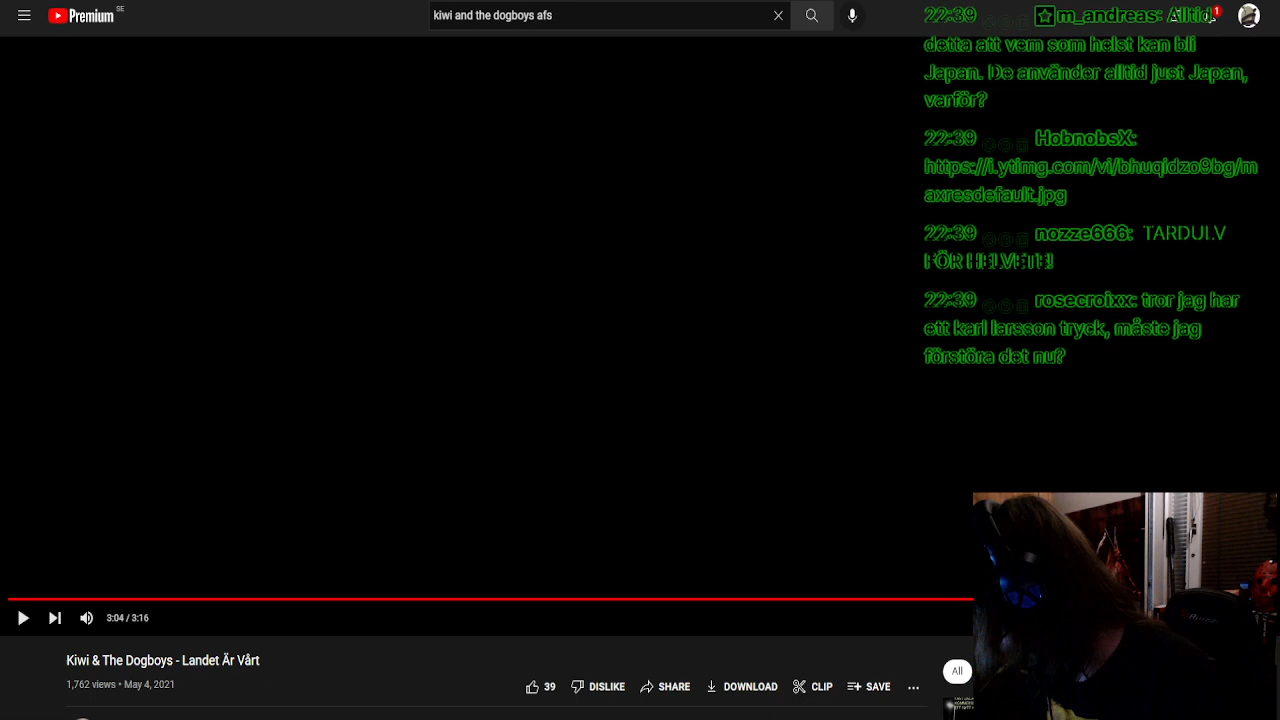 Premium SE
kiwi and the dogboys afs
1
22:39 m_andreas: Alltid
detta att vem som helst kan bli
Japan. De använder alltid just Japan,
varför?
22:39 HobnobsX:
https://i.ytimg.com/vi/bhuqidzo9bg/m
axresdefault.jpg
22:39 nozze666: TARDULV
FÖR HELVETE!
22:39 rosecroixx: tror jag har
ett karl larsson tryck, måste jag
förstöra det nu?
3:04 / 3:16
Kiwi & The Dogboys - Landet Är Vårt
1,762 views • May 4, 2021
39 DISLIKE SHARE DOWNLOAD CLIP SAVE
All